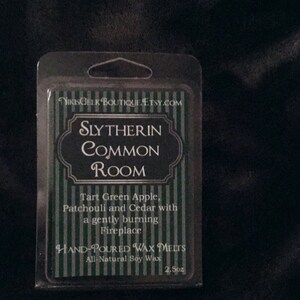 NikisGeekBoutique.Etsy.com
Slytherin
Common
Room
Tart Green Apple,
Patchouli and Cedar with
a gently burning
Fireplace
Hand-Poured Wax Melts
All-Natural Soy Wax
2.5oz